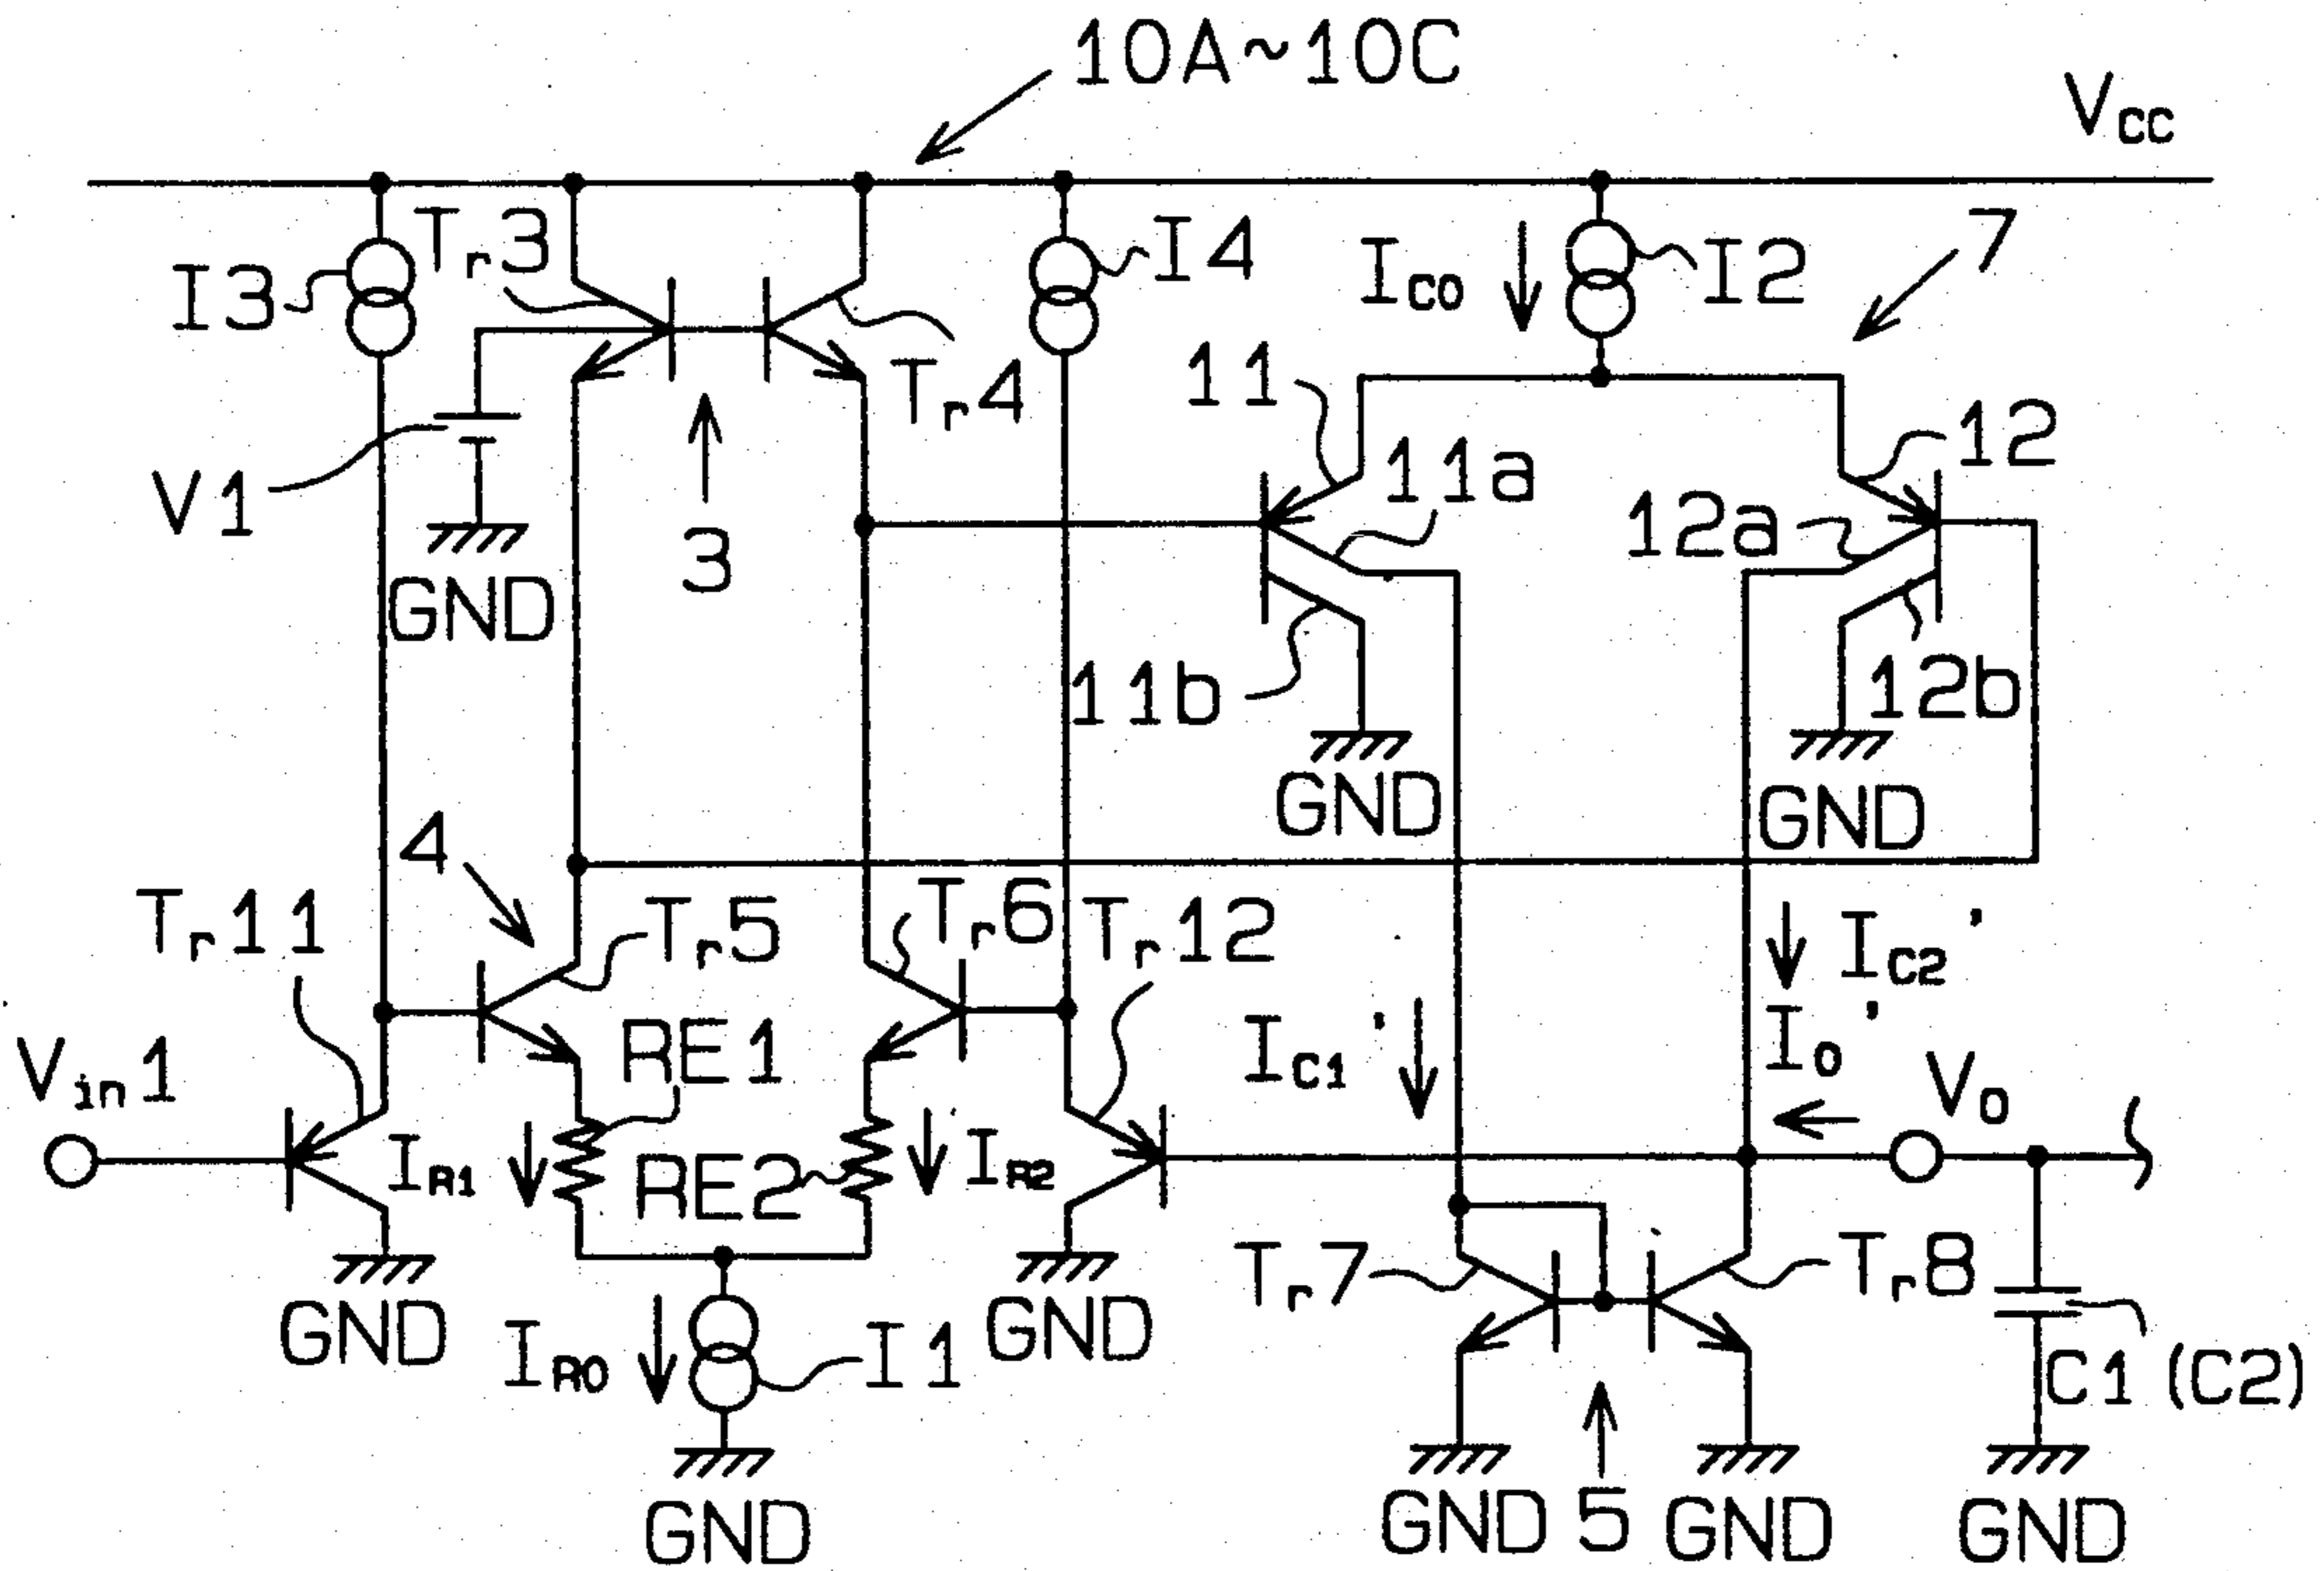 10A~10C
VCC
Tr3
I4
ICO
I2
7
I3
11
Tr4
12
11a
12a
V1
3
GND
11b
12b
GND
GND
4
Tr11
Tr5
Tr6
Tr12
IC2'
IO'
RE1
IC1'
Vin1
VO
IR1
RE2
IR2
Tr7
Tr8
GND
IRO
I1
GND
C1 (C2)
GND
GND
5
GND
GND